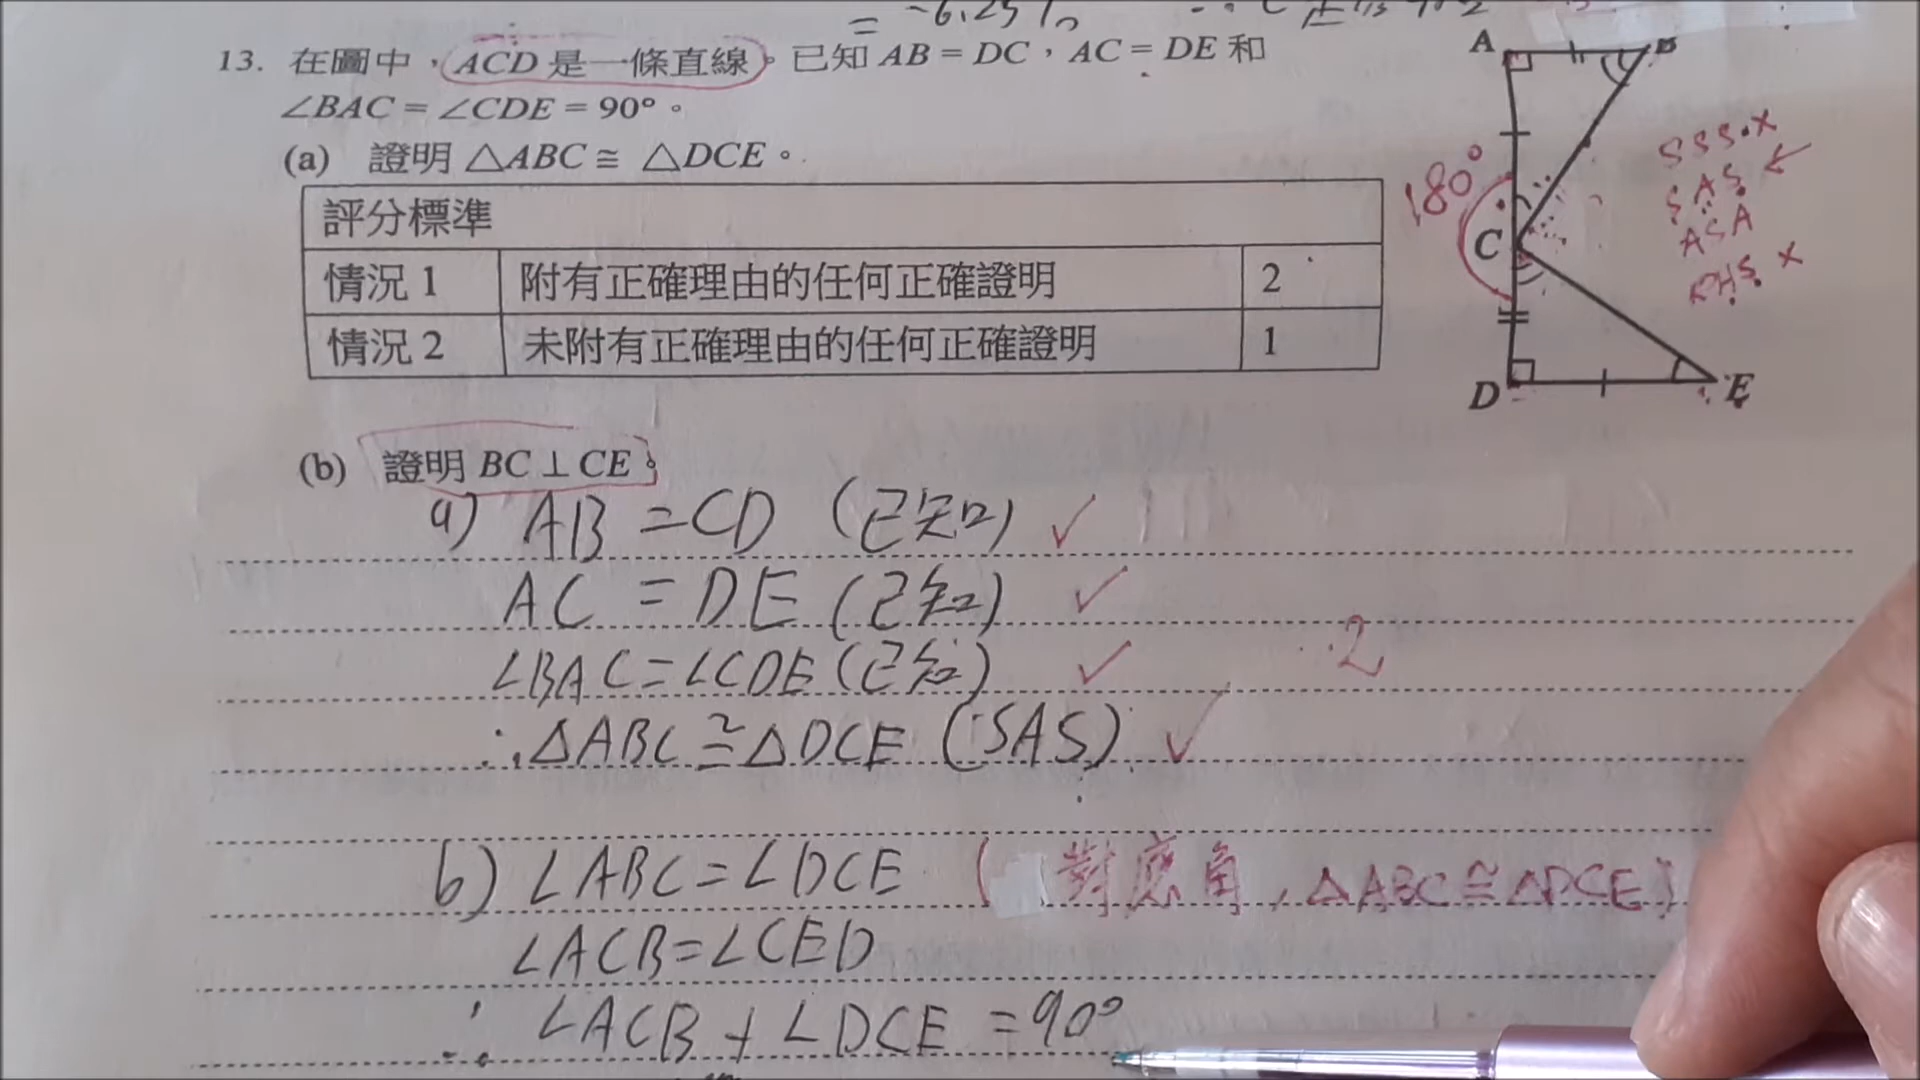 = -6.25%
13. 在圖中，ACD 是一條直線。已知 AB = DC，AC = DE 和
∠BAC = ∠CDE = 90°。
(a) 證明 △ABC ≅ △DCE。
評分標準
情況 1 附有正確理由的任何正確證明 2
情況 2 未附有正確理由的任何正確證明 1
A
B
180°
C
D
E
SSS X
SAS ←
ASA
RHS X
(b) 證明 BC ⊥ CE。
a) AB = CD (已知) ✓
AC = DE (已知) ✓
∠BAC = ∠CDE (已知) ✓
2
∴ △ABC ≅ △DCE (SAS) ✓
b) ∠ABC = ∠DCE (對應角, △ABC ≅ △DCE)
∠ACB = ∠CED
∴ ∠ACB + ∠DCE = 90°